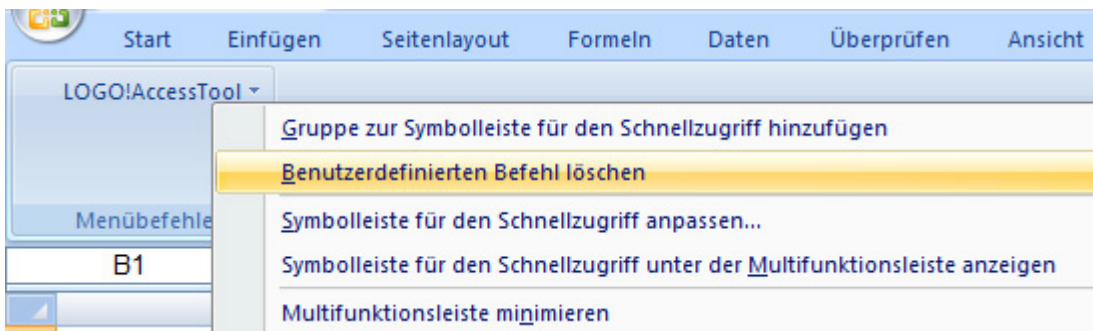 Start Einfügen Seitenlayout Formeln Daten Überprüfen Ansicht
LOGO!AccessTool
Gruppe zur Symbolleiste für den Schnellzugriff hinzufügen
Benutzerdefinierten Befehl löschen
Menübefehle
Symbolleiste für den Schnellzugriff anpassen...
B1
Symbolleiste für den Schnellzugriff unter der Multifunktionsleiste anzeigen
Multifunktionsleiste minimieren